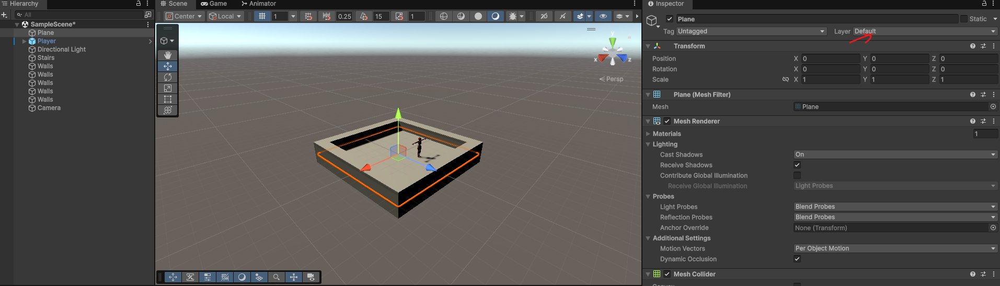 Hierarchy
Scene Game Animator
Inspector
All
Center Local 1 0.25 15 1 2D
Plane Static
SampleScene*
Tag Untagged Layer Default
Plane
Player
Directional Light
Stairs
Walls
Walls
Walls
Walls
Walls
Camera
y
x z
Persp
Transform
Position X 0 Y 0 Z 0
Rotation X 0 Y 0 Z 0
Scale X 1 Y 1 Z 1
Plane (Mesh Filter)
Mesh Plane
Mesh Renderer
Materials 1
Lighting
Cast Shadows On
Receive Shadows
Contribute Global Illumination
Receive Global Illumination Light Probes
Probes
Light Probes Blend Probes
Reflection Probes Blend Probes
Anchor Override None (Transform)
Additional Settings
Motion Vectors Per Object Motion
Dynamic Occlusion
Mesh Collider